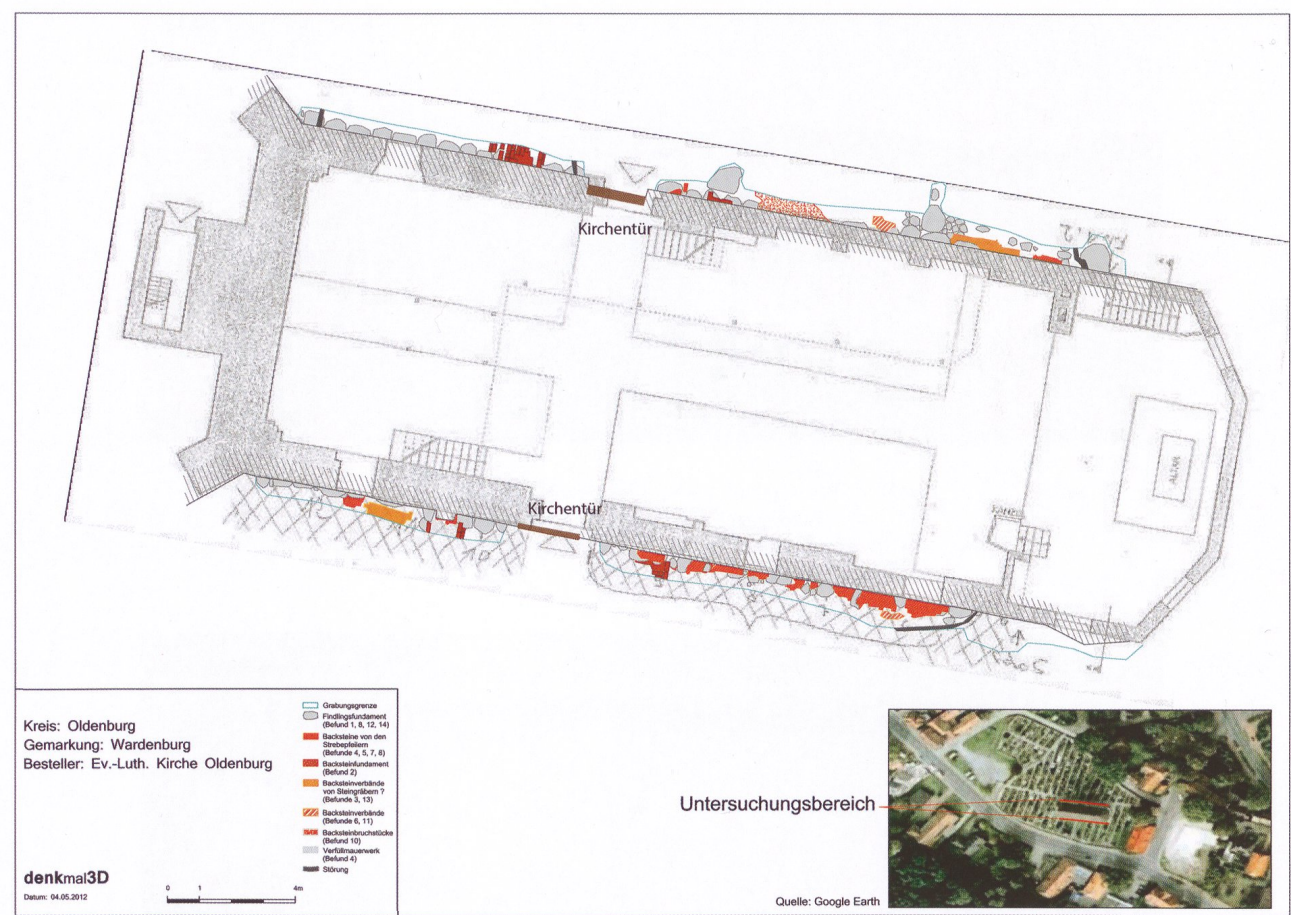 Kirchentür
Kirchentür
ALTAR
KANZEL
Kreis: Oldenburg
Gemarkung: Wardenburg
Besteller: Ev.-Luth. Kirche Oldenburg
denkmal3D
Datum: 04.05.2012
0 1 4m
Grabungsgrenze
Findlingsfundament
(Befund 1, 8, 12, 14)
Backsteine von den
Strebepfeilern
(Befunde 4, 5, 7, 8)
Backsteinfundament
(Befund 2)
Backsteinverbände
von Steingräbern ?
(Befunde 3, 13)
Backsteinverbände
(Befunde 6, 11)
Backsteinbruchstücke
(Befund 10)
Verfüllmauerwerk
(Befund 4)
Störung
Untersuchungsbereich
Quelle: Google Earth